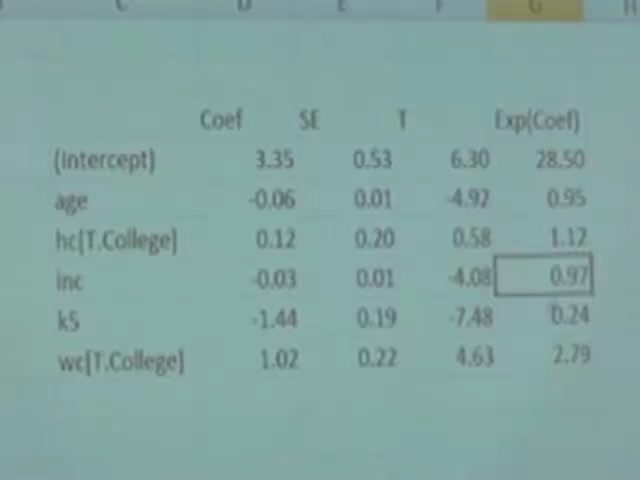 C D E F G H
Coef SE T Exp(Coef)
(Intercept) 3.35 0.53 6.30 28.50
age -0.06 0.01 -4.92 0.95
hc[T.College] 0.12 0.20 0.58 1.12
inc -0.03 0.01 -4.08 0.97
k5 -1.44 0.19 -7.48 0.24
wc[T.College] 1.02 0.22 4.63 2.79